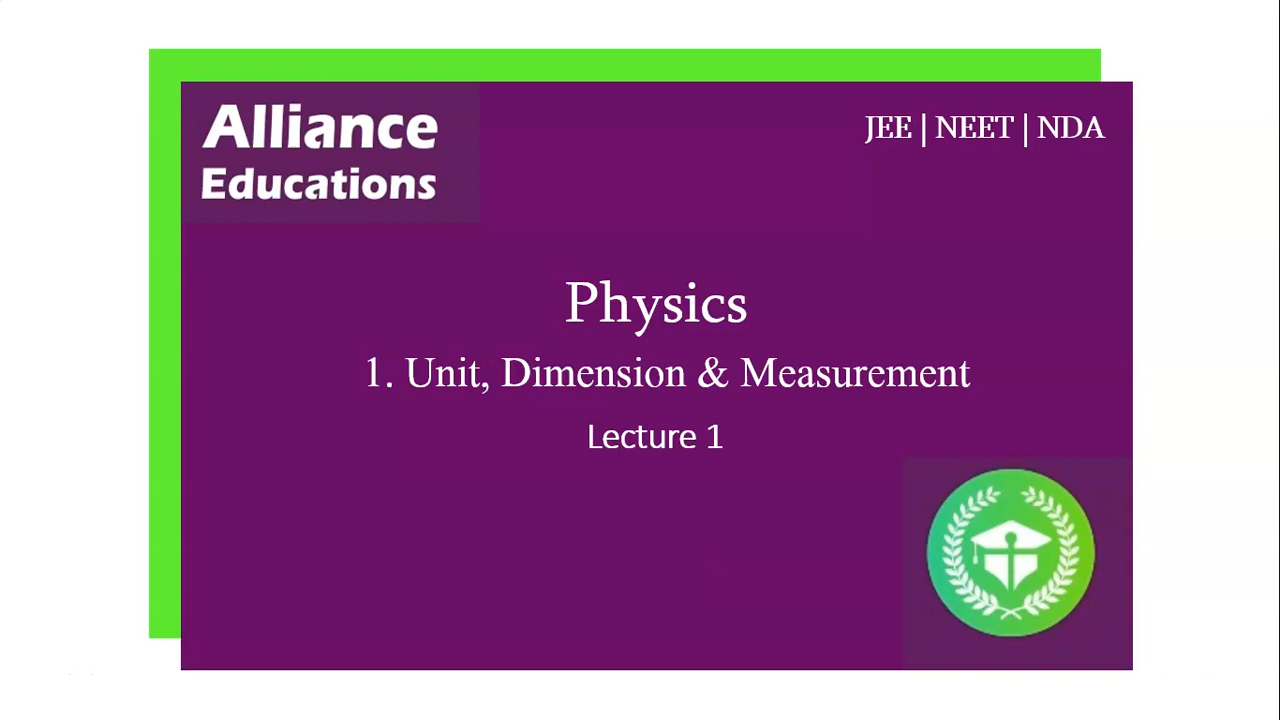 Alliance
Educations
JEE | NEET | NDA
Physics
1. Unit, Dimension & Measurement
Lecture 1